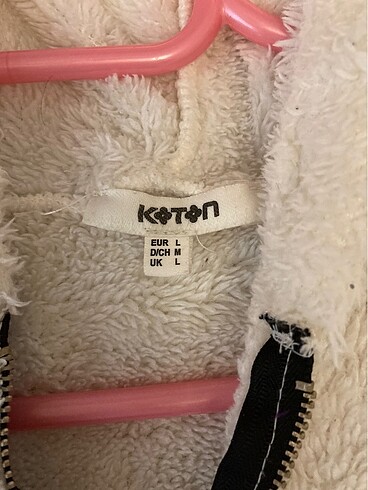 KOTON
EUR L
D/CH M
UK L